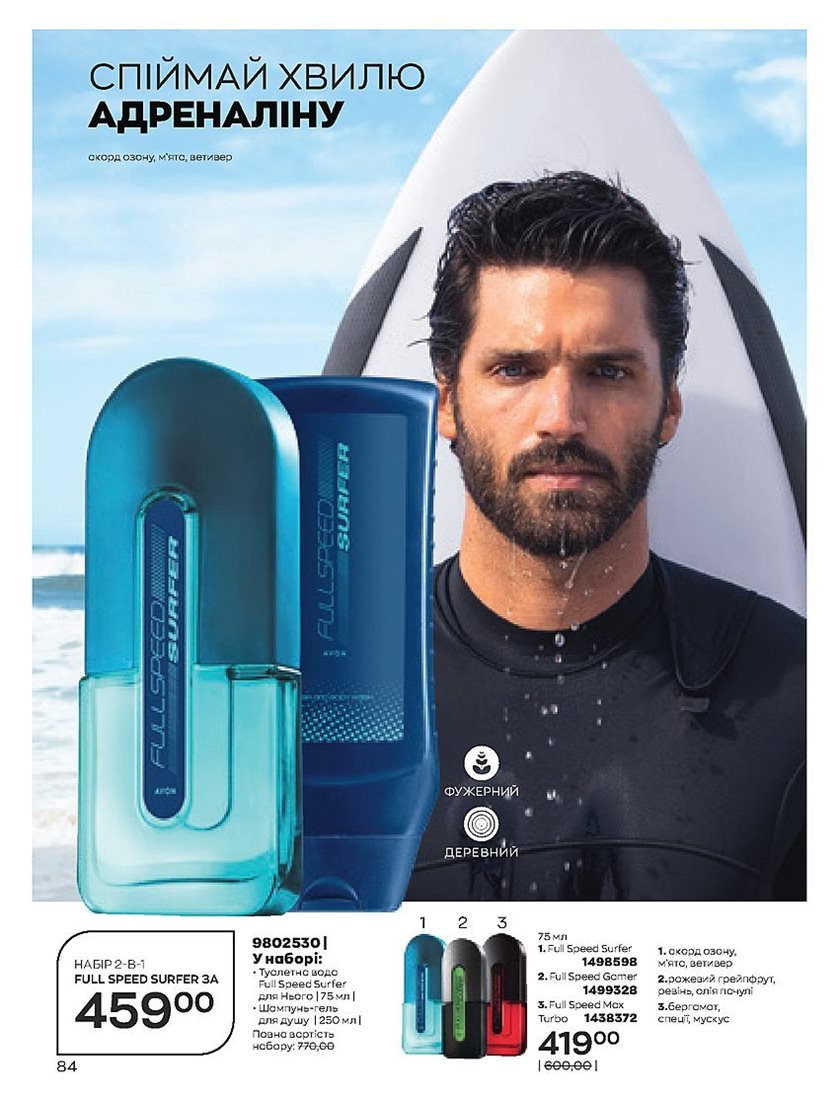 СПІЙМАЙ ХВИЛЮ
АДРЕНАЛІНУ
акорд озону, м'ята, ветивер
FULL SPEED
SURFER
AVON
FULL SPEED
SURFER
AVON
ФУЖЕРНИЙ
ДЕРЕВНИЙ
НАБІР 2-В-1
FULL SPEED SURFER ЗА
459⁰⁰
9802530 |
У наборі:
• Туалетна вода
Full Speed Surfer
для Нього | 75 мл |
• Шампунь-гель
для душу | 250 мл |
Повна вартість
набору: 770,00
1 2 3
75 мл
1. Full Speed Surfer
1498598
2. Full Speed Gamer
1499328
3. Full Speed Max
Turbo 1438372
419⁰⁰
| 600,00 |
1. акорд озону,
м'ята, ветивер
2. рожевий грейпфрут,
ревінь, олія пачулі
3. бергамот,
спеції, мускус
84